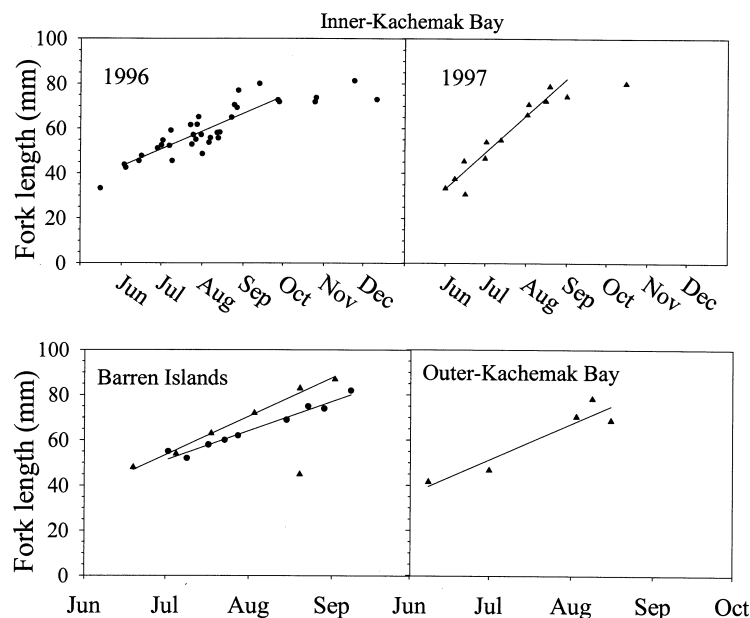 Inner-Kachemak Bay
100
80
60
40
20
0
Fork length (mm)
1996
1997
Jun Jul Aug Sep Oct Nov Dec
Jun Jul Aug Sep Oct Nov Dec
100
80
60
40
20
0
Fork length (mm)
Barren Islands
Outer-Kachemak Bay
Jun Jul Aug Sep
Jun Jul Aug Sep Oct